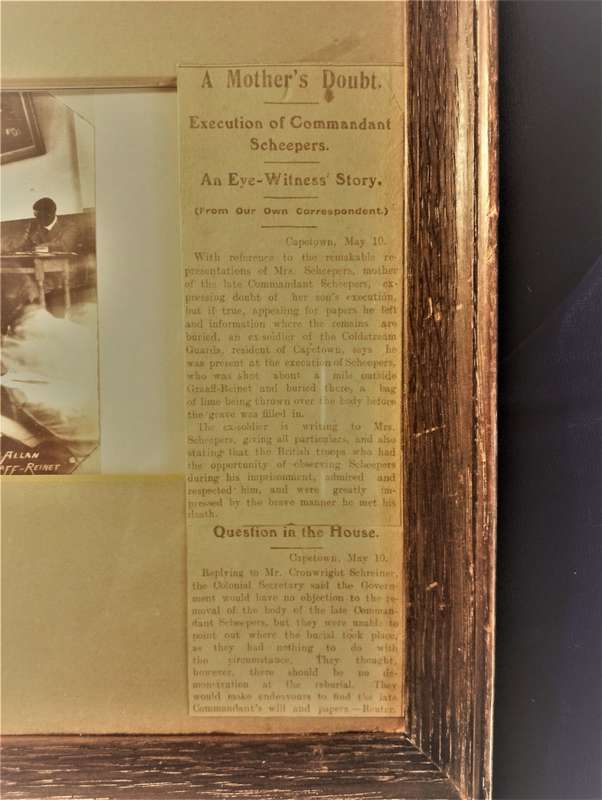 A Mother's Doubt.
Execution of Commandant
Scheepers.
An Eye-Witness' Story.
(From Our Own Correspondent.)
Capetown, May 10.
With reference to the remarkable re-
presentations of Mrs. Scheepers, mother
of the late Commandant Scheepers, ex-
pressing doubt of her son's execution,
but if true, appealing for papers he left
and information where the remains are
buried, an ex-soldier of the Coldstream
Guards, resident of Capetown, says he
was present at the execution of Scheepers,
who was shot about a mile outside
Graaff-Reinet and buried there, a bag
of lime being thrown over the body before
the grave was filled in.
The ex-soldier is writing to Mrs.
Scheepers, giving all particulars, and also
stating that the British troops who had
the opportunity of observing Scheepers
during his imprisonment, admired and
respected him, and were greatly im-
pressed by the brave manner he met his
death.
Question in the House.
Capetown, May 10.
Replying to Mr. Cronwright Schreiner,
the Colonial Secretary said the Govern-
ment would have no objection to the re-
moval of the body of the late Comman-
dant Scheepers, but they were unable to
point out where the burial took place,
as they had nothing to do with
the circumstance. They thought,
however, there should be no de-
monstration at the reburial. They
would make endeavours to find the late
Commandant's will and papers.—Reuter.
ALLAN
AFF-REINET